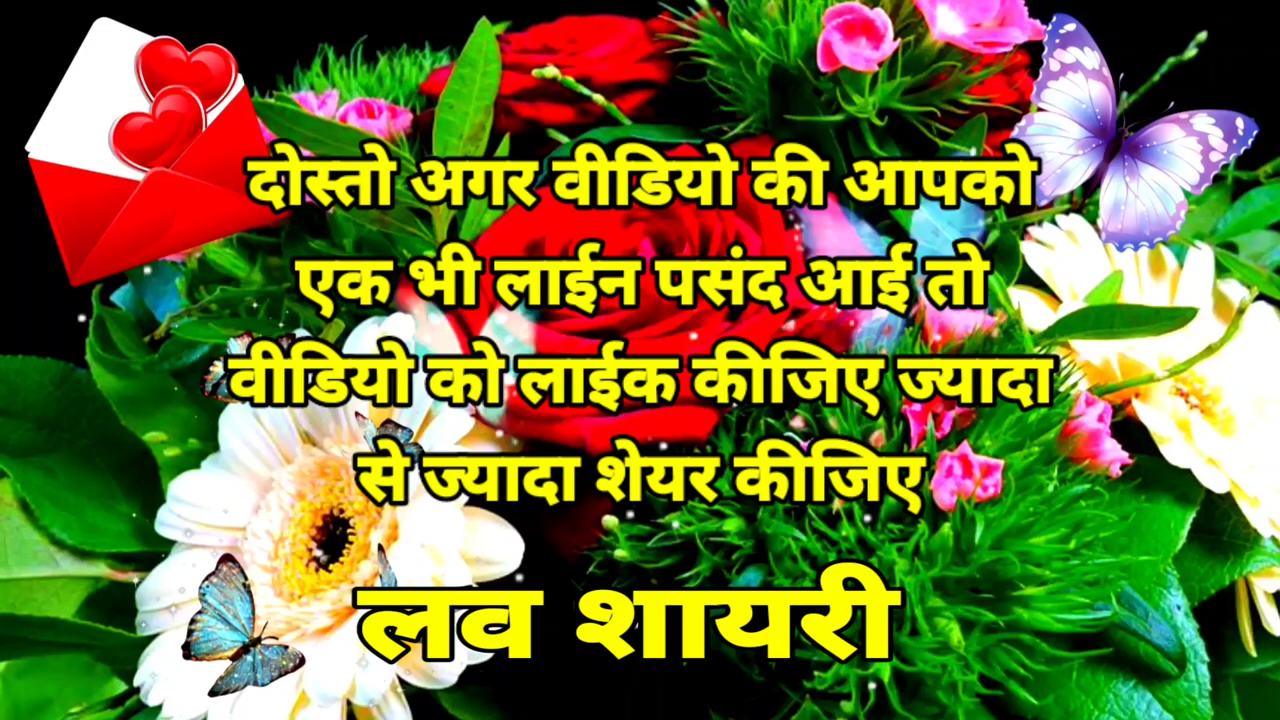 दोस्तो अगर वीडियो की आपको
एक भी लाईन पसंद आई तो
वीडियो को लाईक कीजिए ज्यादा
से ज्यादा शेयर कीजिए
लव शायरी